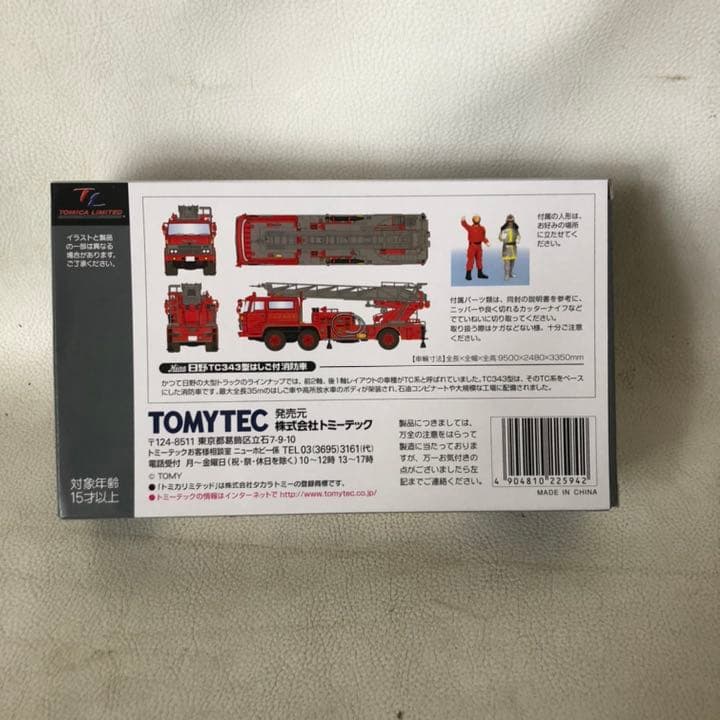 TL
TOMICA LIMITED
イラストと製品
の一部は異なる
場合があります。
ご了承ください。
付属の人形は、
お好みの場所
に立たせてく
ださい。
付属パーツ類は、同封の説明書を参考に、
ニッパーや良く切れるカッターナイフなど
でていねいに切り取ってください。
取り扱う際はケガなどない様、十分ご注意
ください。
【車輌寸法】全長×全幅×全高:9500×2480×3350mm
Hino 日野TC343型はしご付消防車
かつて日野の大型トラックのラインナップでは、前2軸、後1軸レイアウトの車種がTC系と呼ばれていました。TC343型は、そのTC系をベース
にした消防車です。最大全長35mのはしご車や高所放水車のボディが架装され、石油コンビナートや大規模な工場に配備されました。
TOMYTEC 発売元 株式会社トミーテック
〒124-8511 東京都葛飾区立石7-9-10
トミーテックお客様相談室 ニューホビー係 TEL 03(3695)3161(代)
電話受付 月〜金曜日(祝・祭・休日を除く) 10〜12時 13〜17時
© TOMY
●「トミカリミテッド」は株式会社タカラトミーの登録商標です。
●トミーテックの情報はインターネットで http://www.tomytec.co.jp/
製品につきましては、
万全の注意をはらって
製造に当たっておりま
すが、万一お気付き
の点がございましたら左
記までご連絡ください。
4 904810 225942
MADE IN CHINA
対象年齢
15才以上